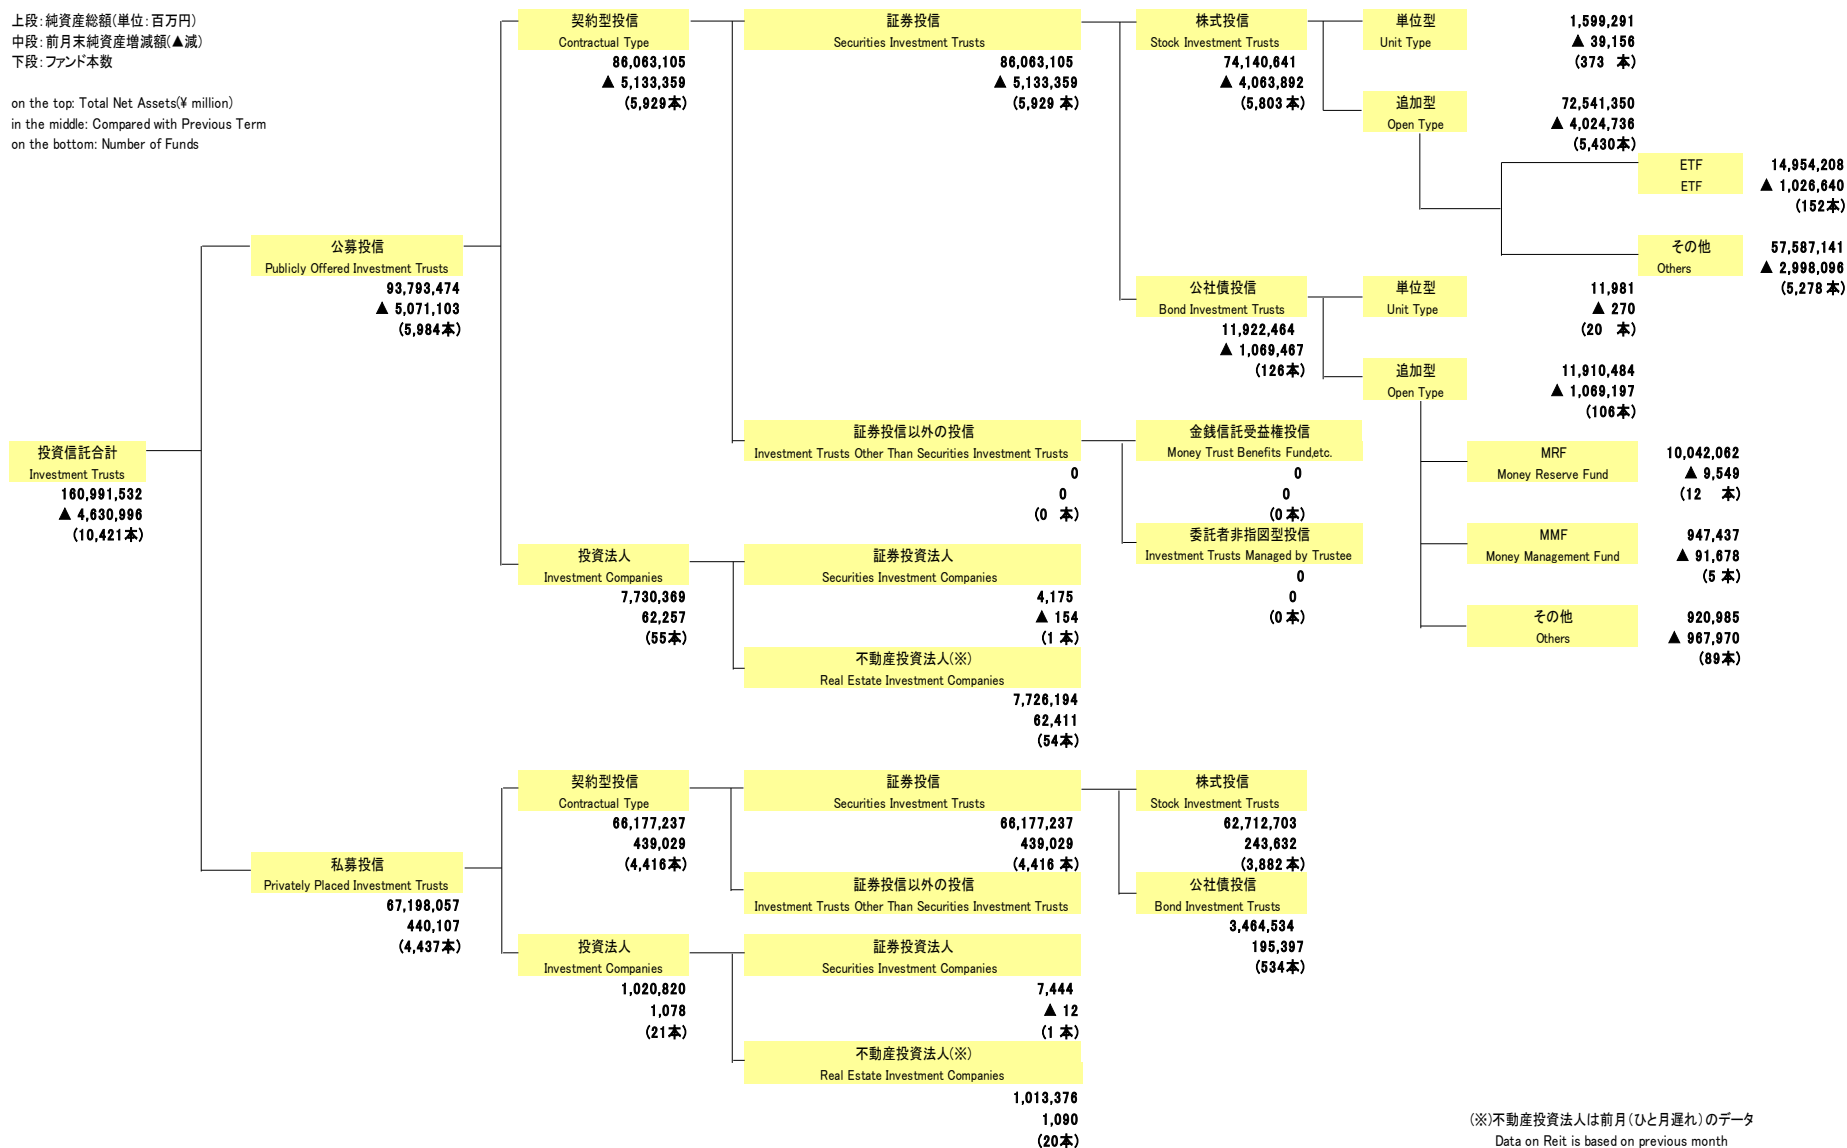 上段:純資産総額(単位:百万円)
中段:前月末純資産増減額(▲減)
下段:ファンド本数
on the top: Total Net Assets(¥ million)
in the middle: Compared with Previous Term
on the bottom: Number of Funds
投資信託合計
Investment Trusts
160,991,532
▲ 4,630,996
(10,421本)
公募投信
Publicly Offered Investment Trusts
93,793,474
▲ 5,071,103
(5,984本)
契約型投信
Contractual Type
86,063,105
▲ 5,133,359
(5,929本)
証券投信
Securities Investment Trusts
86,063,105
▲ 5,133,359
(5,929 本)
株式投信
Stock Investment Trusts
74,140,641
▲ 4,063,892
(5,803 本)
単位型
Unit Type
1,599,291
▲ 39,156
(373 本)
追加型
Open Type
72,541,350
▲ 4,024,736
(5,430本)
ETF
ETF
14,954,208
▲ 1,026,640
(152本)
その他
Others
57,587,141
▲ 2,998,096
(5,278 本)
公社債投信
Bond Investment Trusts
11,922,464
▲ 1,069,467
(126本)
単位型
Unit Type
11,981
▲ 270
(20 本)
追加型
Open Type
11,910,484
▲ 1,069,197
(106本)
MRF
Money Reserve Fund
10,042,062
▲ 9,549
(12 本)
MMF
Money Management Fund
947,437
▲ 91,678
(5 本)
その他
Others
920,985
▲ 967,970
(89本)
証券投信以外の投信
Investment Trusts Other Than Securities Investment Trusts
0
0
(0 本)
金銭信託受益権投信
Money Trust Benefits Fund,etc.
0
0
(0 本)
委託者非指図型投信
Investment Trusts Managed by Trustee
0
0
(0 本)
投資法人
Investment Companies
7,730,369
62,257
(55本)
証券投資法人
Securities Investment Companies
4,175
▲ 154
(1 本)
不動産投資法人(※)
Real Estate Investment Companies
7,726,194
62,411
(54本)
私募投信
Privately Placed Investment Trusts
67,198,057
440,107
(4,437本)
契約型投信
Contractual Type
66,177,237
439,029
(4,416本)
証券投信
Securities Investment Trusts
66,177,237
439,029
(4,416 本)
株式投信
Stock Investment Trusts
62,712,703
243,632
(3,882 本)
公社債投信
Bond Investment Trusts
3,464,534
195,397
(534本)
証券投信以外の投信
Investment Trusts Other Than Securities Investment Trusts
投資法人
Investment Companies
1,020,820
1,078
(21本)
証券投資法人
Securities Investment Companies
7,444
▲ 12
(1 本)
不動産投資法人(※)
Real Estate Investment Companies
1,013,376
1,090
(20本)
(※)不動産投資法人は前月(ひと月遅れ)のデータ
Data on Reit is based on previous month